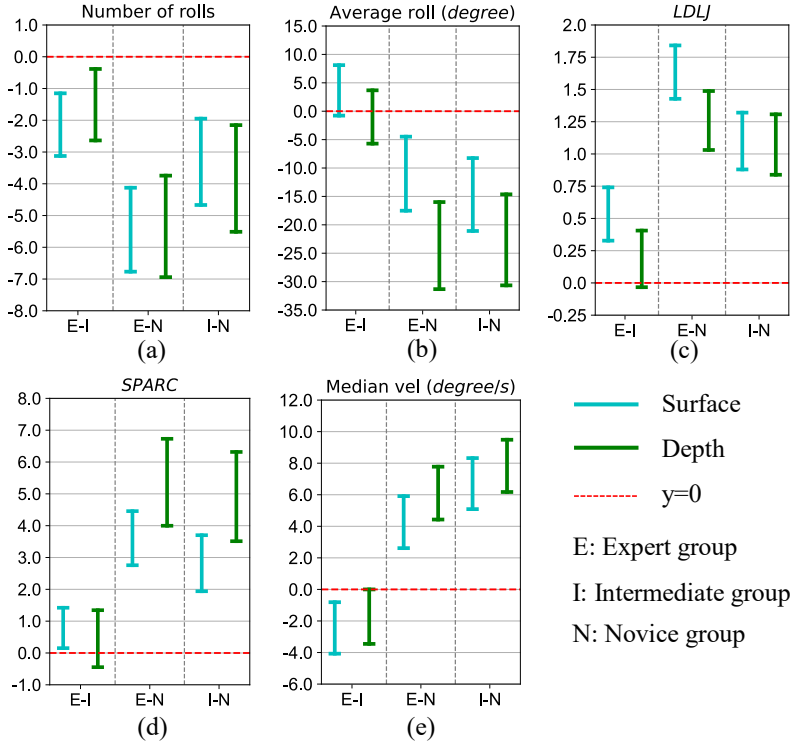 Number of rolls
1.0
0.0
-1.0
-2.0
-3.0
-4.0
-5.0
-6.0
-7.0
-8.0
E-I E-N I-N
(a)
Average roll (degree)
15.0
10.0
5.0
0.0
-5.0
-10.0
-15.0
-20.0
-25.0
-30.0
-35.0
E-I E-N I-N
(b)
LDLJ
2.0
1.75
1.5
1.25
1.0
0.75
0.5
0.25
0.0
-0.25
E-I E-N I-N
(c)
SPARC
8.0
7.0
6.0
5.0
4.0
3.0
2.0
1.0
0.0
-1.0
E-I E-N I-N
(d)
Median vel (degree/s)
12.0
10.0
8.0
6.0
4.0
2.0
0.0
-2.0
-4.0
-6.0
E-I E-N I-N
(e)
Surface
Depth
y=0
E: Expert group
I: Intermediate group
N: Novice group